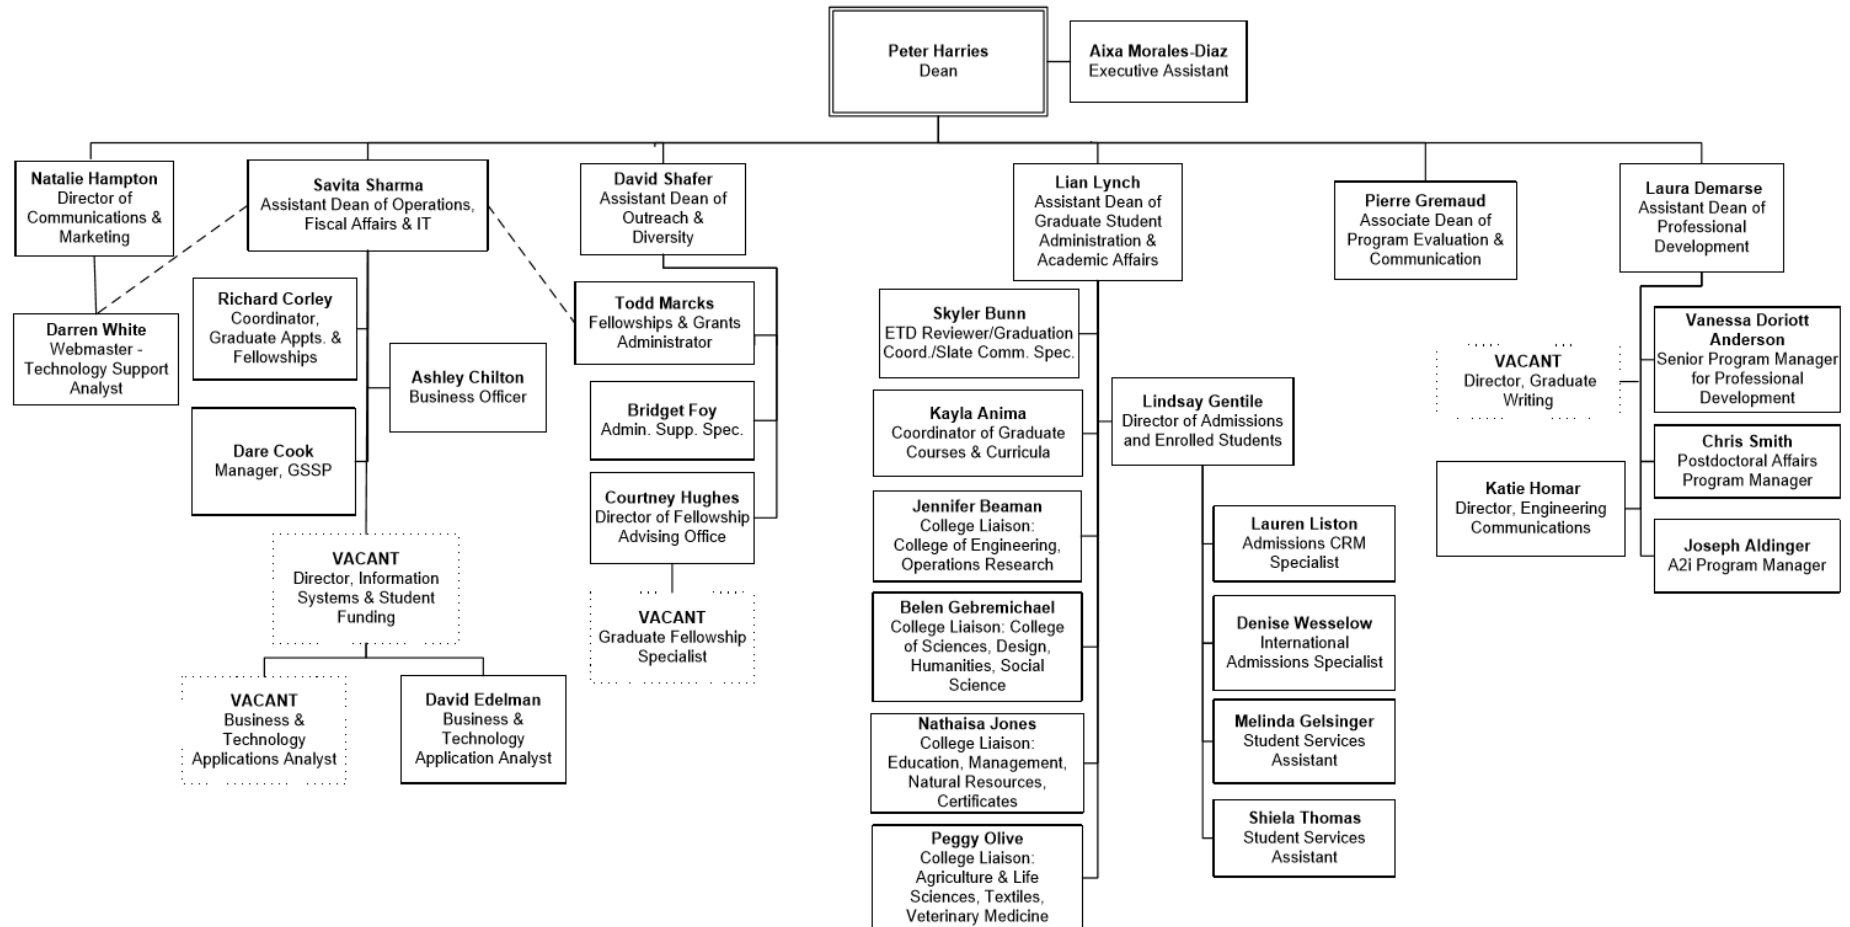 Peter Harries
Dean
Aixa Morales-Diaz
Executive Assistant
Natalie Hampton
Director of
Communications &
Marketing
Darren White
Webmaster -
Technology Support
Analyst
Savita Sharma
Assistant Dean of Operations,
Fiscal Affairs & IT
Richard Corley
Coordinator,
Graduate Appts. &
Fellowships
Ashley Chilton
Business Officer
Dare Cook
Manager, GSSP
VACANT
Director, Information
Systems & Student
Funding
VACANT
Business &
Technology
Applications Analyst
David Edelman
Business &
Technology
Application Analyst
David Shafer
Assistant Dean of
Outreach &
Diversity
Todd Marcks
Fellowships & Grants
Administrator
Bridget Foy
Admin. Supp. Spec.
Courtney Hughes
Director of Fellowship
Advising Office
VACANT
Graduate Fellowship
Specialist
Lian Lynch
Assistant Dean of
Graduate Student
Administration &
Academic Affairs
Skyler Bunn
ETD Reviewer/Graduation
Coord./Slate Comm. Spec.
Kayla Anima
Coordinator of Graduate
Courses & Curricula
Jennifer Beaman
College Liaison:
College of Engineering,
Operations Research
Belen Gebremichael
College Liaison: College
of Sciences, Design,
Humanities, Social
Science
Nathaisa Jones
College Liaison:
Education, Management,
Natural Resources,
Certificates
Peggy Olive
College Liaison:
Agriculture & Life
Sciences, Textiles,
Veterinary Medicine
Lindsay Gentile
Director of Admissions
and Enrolled Students
Lauren Liston
Admissions CRM
Specialist
Denise Wesselow
International
Admissions Specialist
Melinda Gelsinger
Student Services
Assistant
Shiela Thomas
Student Services
Assistant
Pierre Gremaud
Associate Dean of
Program Evaluation &
Communication
Laura Demarse
Assistant Dean of
Professional
Development
VACANT
Director, Graduate
Writing
Katie Homar
Director, Engineering
Communications
Vanessa Doriott
Anderson
Senior Program Manager
for Professional
Development
Chris Smith
Postdoctoral Affairs
Program Manager
Joseph Aldinger
A2i Program Manager